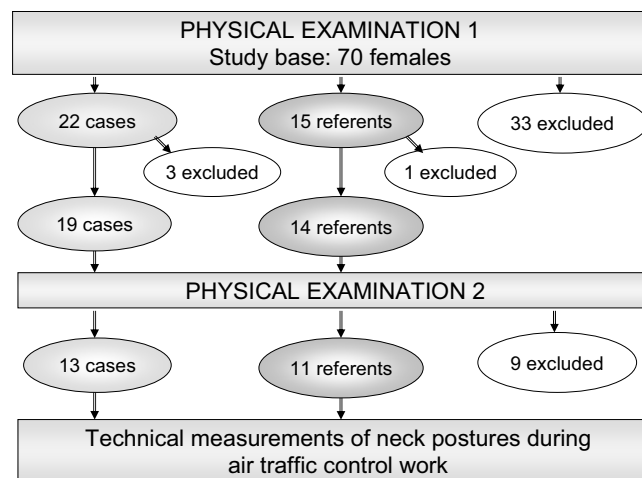 PHYSICAL EXAMINATION 1
Study base: 70 females
22 cases
15 referents
33 excluded
3 excluded
1 excluded
19 cases
14 referents
PHYSICAL EXAMINATION 2
13 cases
11 referents
9 excluded
Technical measurements of neck postures during
air traffic control work